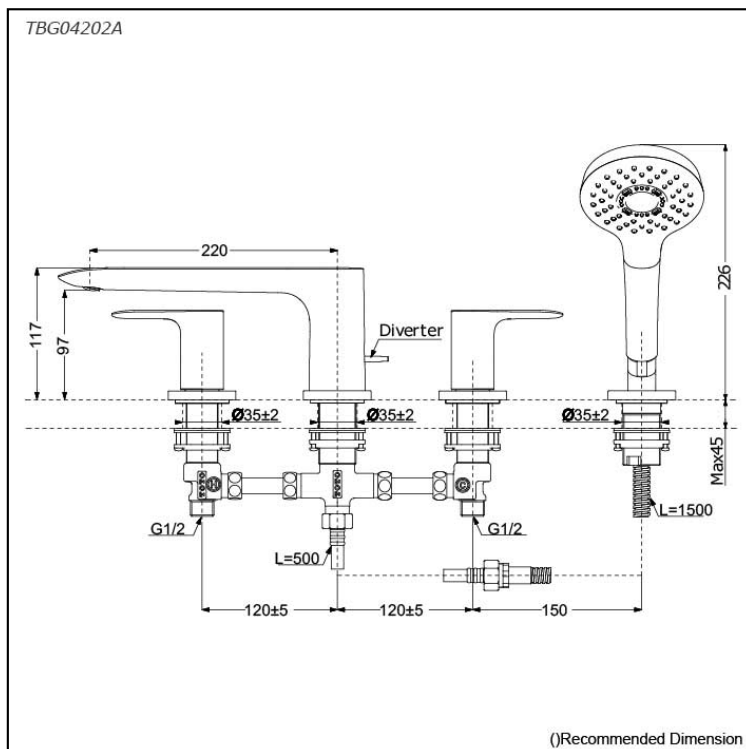 TBG04202A
220
117
97
226
Diverter
Ø35±2
Ø35±2
Ø35±2
Max45
G1/2
G1/2
L=1500
L=500
120±5
120±5
150
()Recommended Dimension